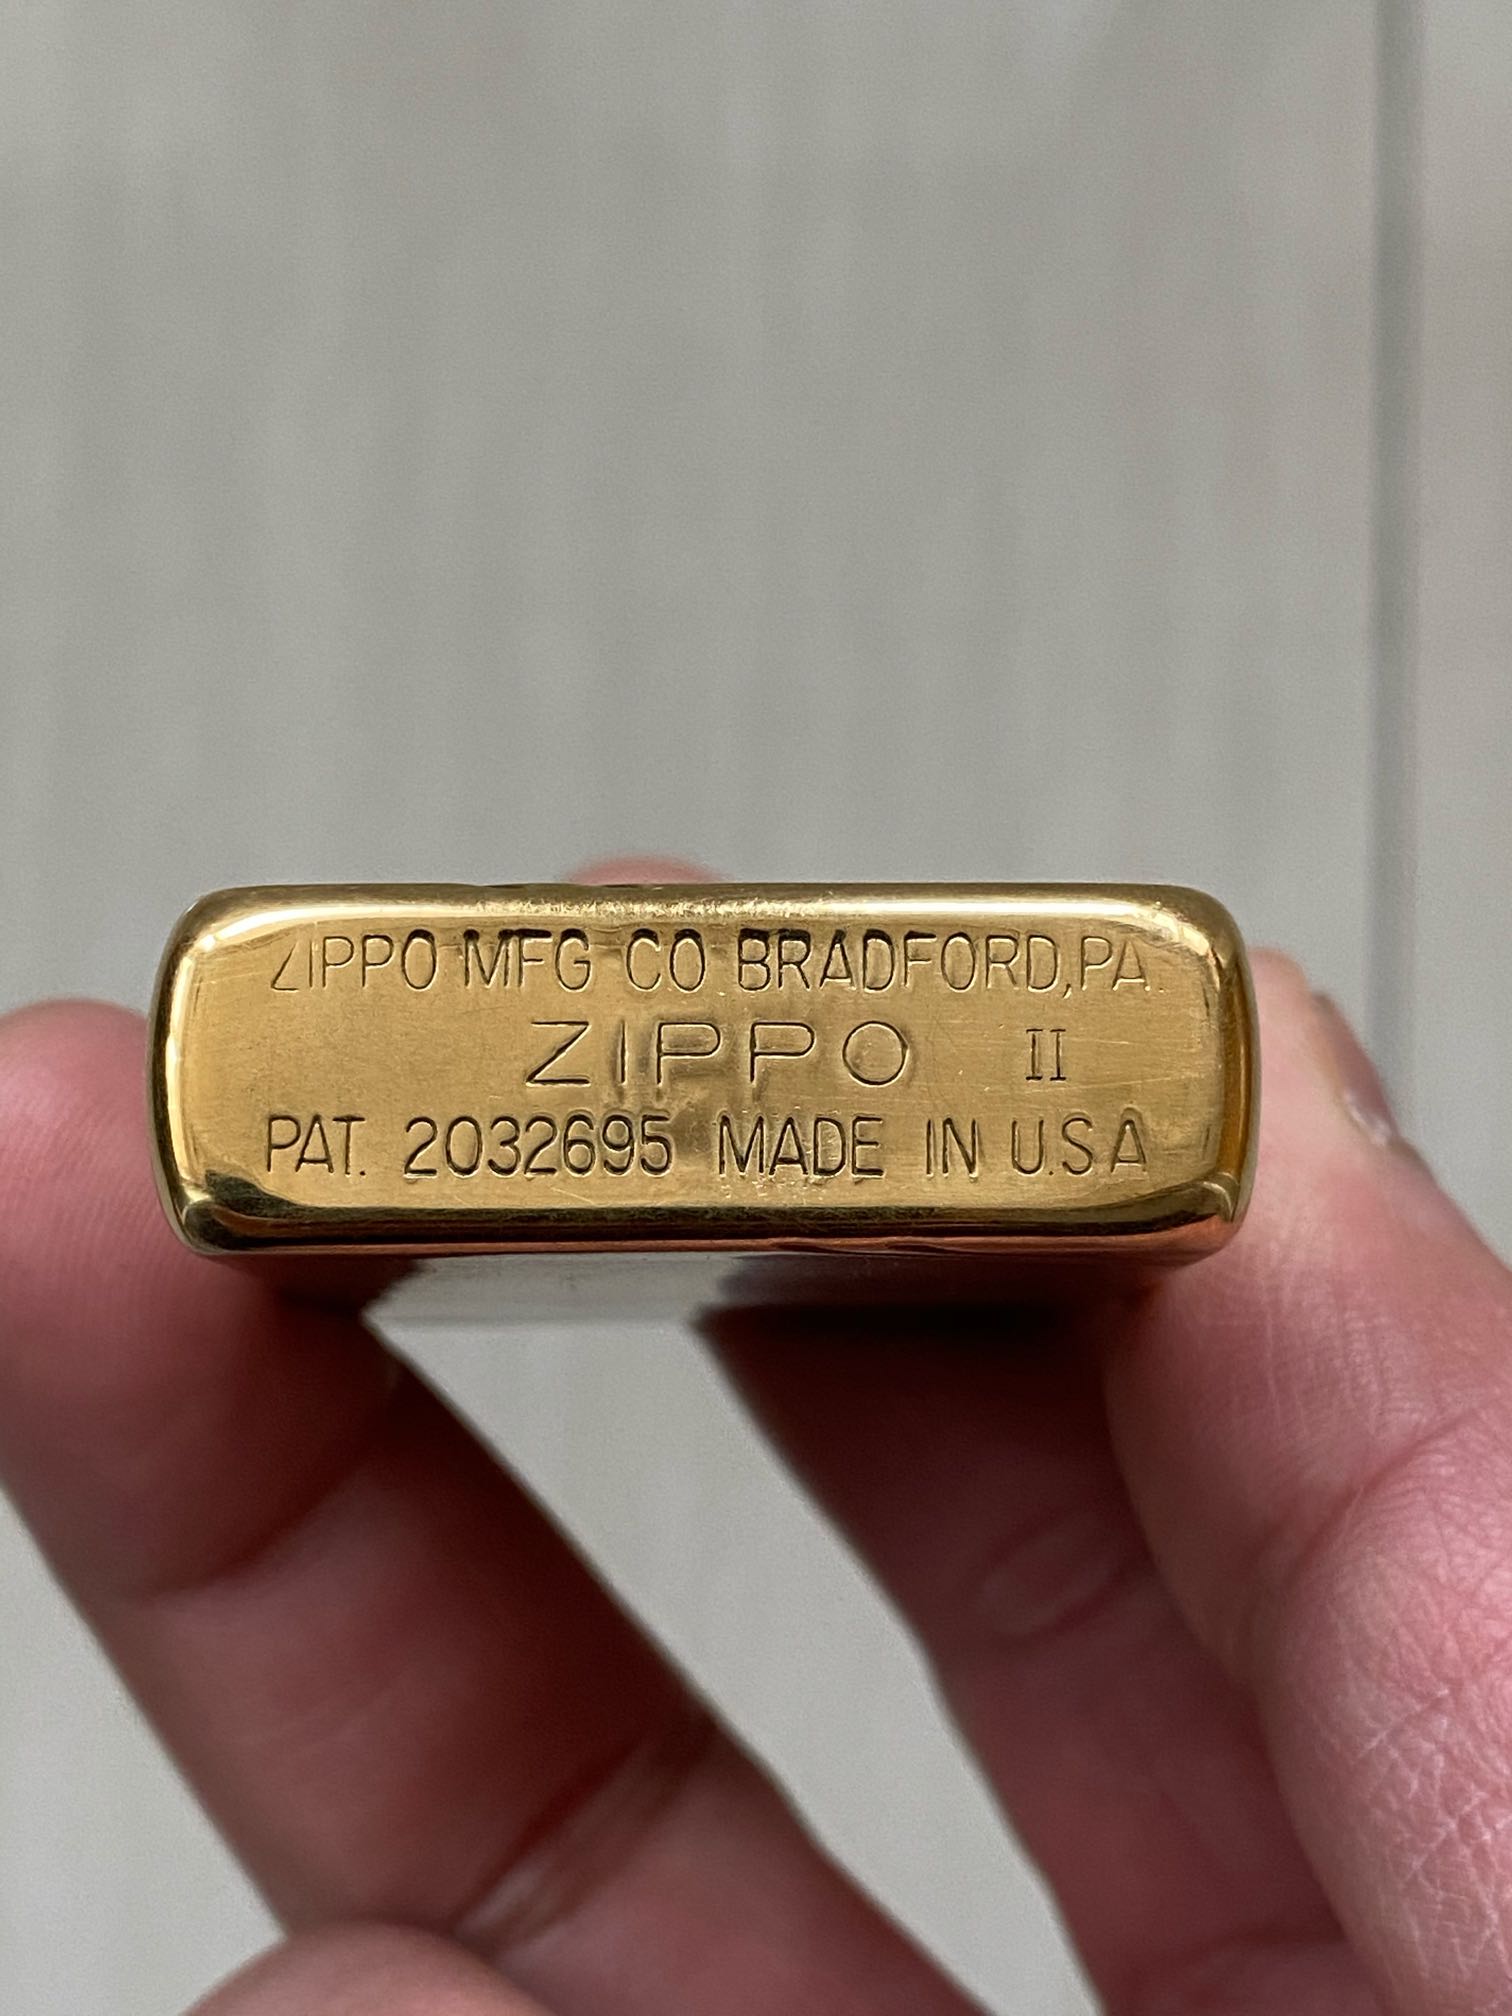 ZIPPO MFG CO BRADFORD,PA.
ZIPPO II
PAT. 2032695 MADE IN U.S.A